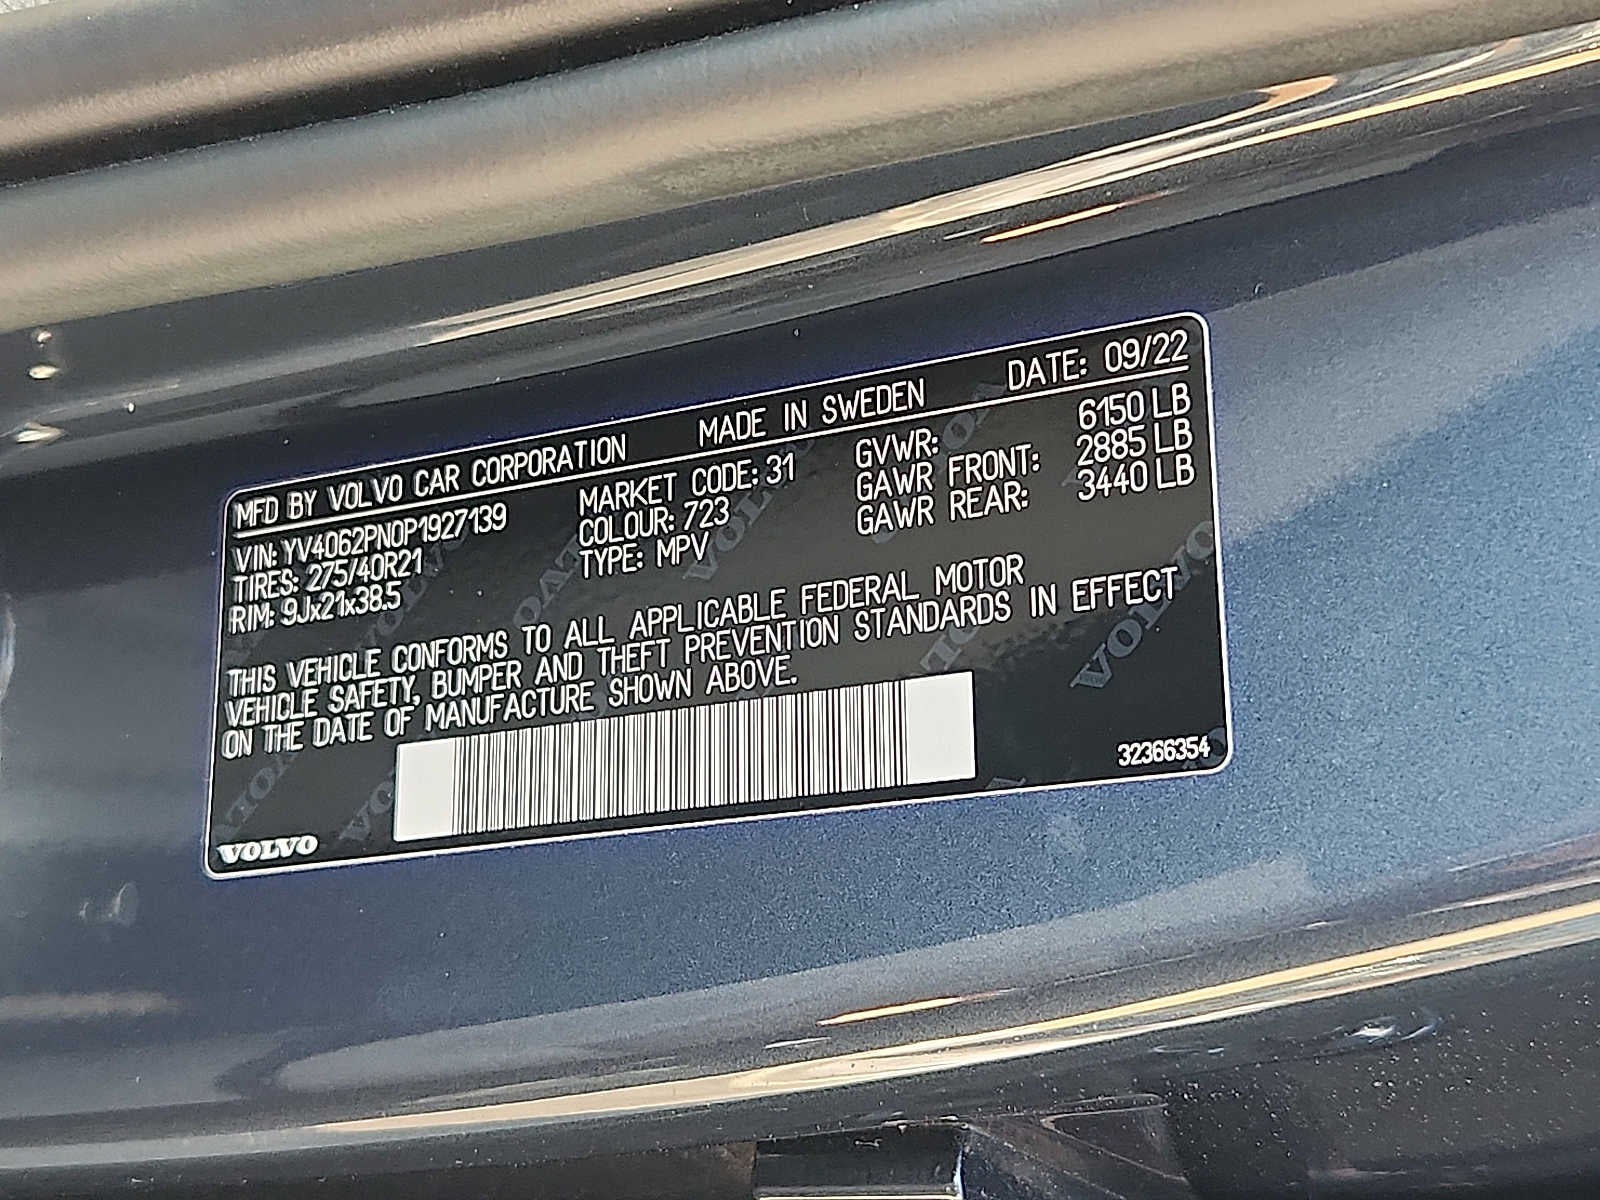 MFD BY VOLVO CAR CORPORATION MADE IN SWEDEN DATE: 09/22
VIN: YV4062PN0P1927139 MARKET CODE: 31 GVWR: 6150 LB
TIRES: 275/40R21 COLOUR: 723 GAWR FRONT: 2885 LB
RIM: 9Jx21x38.5 TYPE: MPV GAWR REAR: 3440 LB
THIS VEHICLE CONFORMS TO ALL APPLICABLE FEDERAL MOTOR
VEHICLE SAFETY, BUMPER AND THEFT PREVENTION STANDARDS IN EFFECT
ON THE DATE OF MANUFACTURE SHOWN ABOVE.
32366354
VOLVO